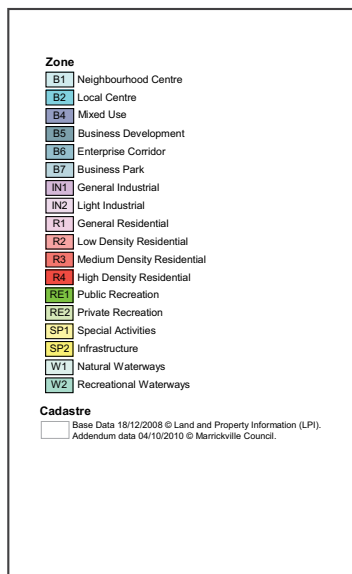 Zone
B1 Neighbourhood Centre
B2 Local Centre
B4 Mixed Use
B5 Business Development
B6 Enterprise Corridor
B7 Business Park
IN1 General Industrial
IN2 Light Industrial
R1 General Residential
R2 Low Density Residential
R3 Medium Density Residential
R4 High Density Residential
RE1 Public Recreation
RE2 Private Recreation
SP1 Special Activities
SP2 Infrastructure
W1 Natural Waterways
W2 Recreational Waterways
Cadastre
Base Data 18/12/2008 © Land and Property Information (LPI).
Addendum data 04/10/2010 © Marrickville Council.